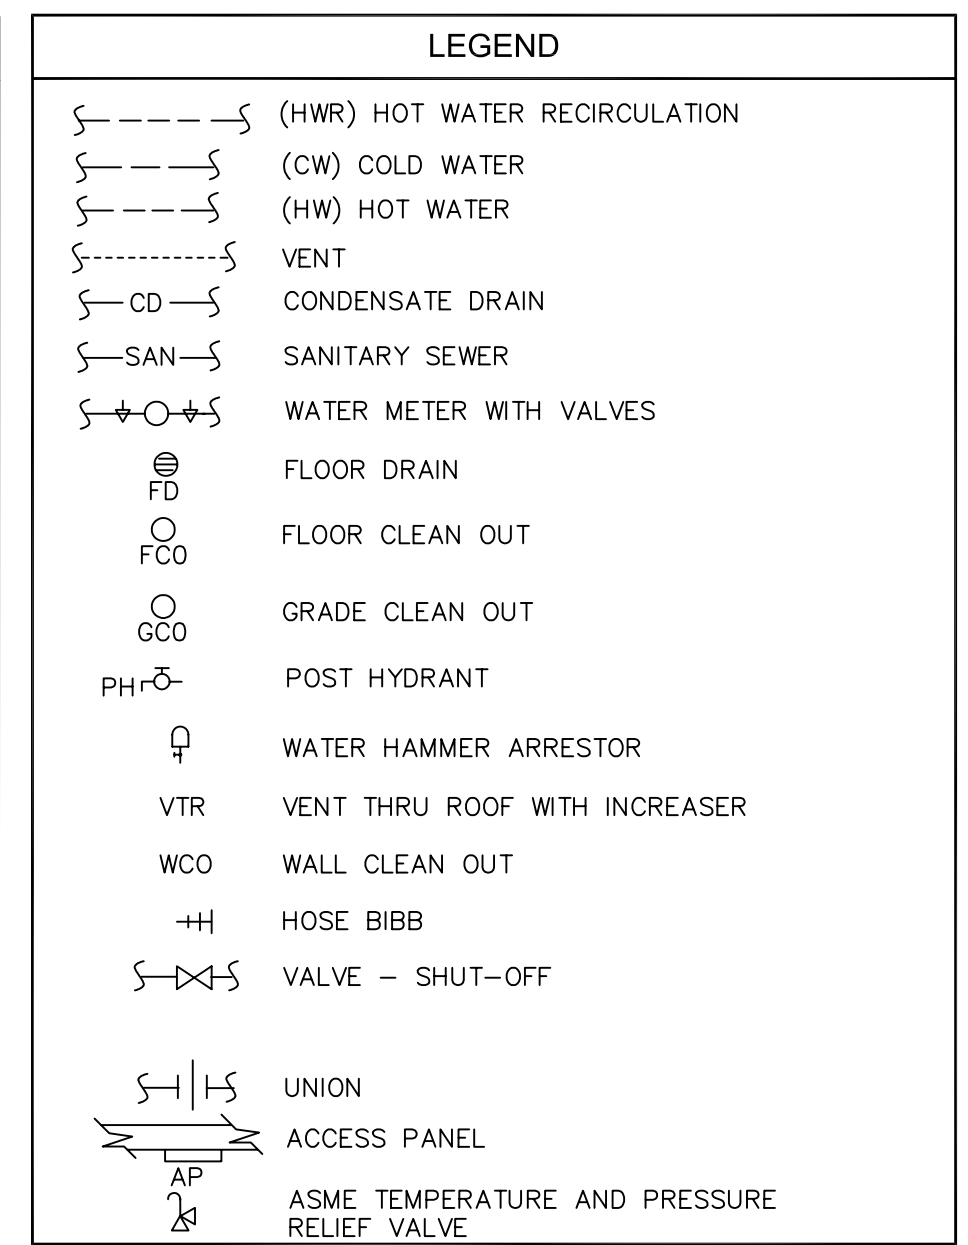 LEGEND
(HWR) HOT WATER RECIRCULATION
(CW) COLD WATER
(HW) HOT WATER
VENT
CD CONDENSATE DRAIN
SAN SANITARY SEWER
WATER METER WITH VALVES
FLOOR DRAIN
FD
FLOOR CLEAN OUT
FCO
GRADE CLEAN OUT
GCO
PH POST HYDRANT
WATER HAMMER ARRESTOR
VTR VENT THRU ROOF WITH INCREASER
WCO WALL CLEAN OUT
HOSE BIBB
VALVE - SHUT-OFF
UNION
ACCESS PANEL
AP
ASME TEMPERATURE AND PRESSURE
RELIEF VALVE